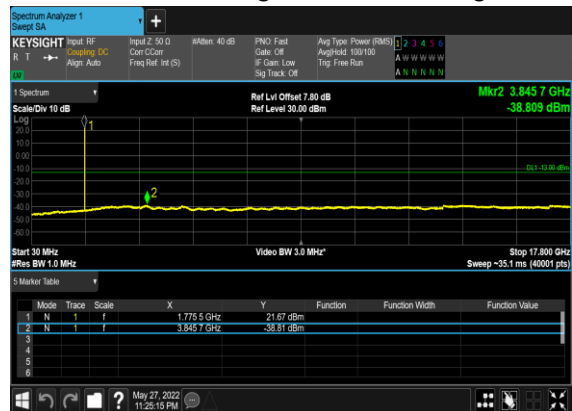 Spectrum Analyzer 1
Swept SA
+
KEYSIGHT Input: RF Input Z: 50 Ω #Atten: 40 dB PNO: Fast Avg Type: Power (RMS) 1 2 3 4 5 6
R T Coupling: DC Corr CCorr Gate: Off Avg|Hold: 100/100 A W W W W W
Align: Auto Freq Ref: Int (S) IF Gain: Low Trig: Free Run
Sig Track: Off A N N N N N
1 Spectrum Ref Lvl Offset 7.80 dB Mkr2 3.845 7 GHz
Scale/Div 10 dB Ref Level 30.00 dBm -38.809 dBm
Log
20.0 1
10.0
0.00
-10.0 DL1 -13.00 dBm
-20.0
-30.0 2
-40.0
-50.0
-60.0
Start 30 MHz Video BW 3.0 MHz* Stop 17.800 GHz
#Res BW 1.0 MHz Sweep ~35.1 ms (40001 pts)
5 Marker Table
Mode Trace Scale X Y Function Function Width Function Value
1 N 1 f 1.775 5 GHz 21.67 dBm
2 N 1 f 3.845 7 GHz -38.81 dBm
3
4
5
6
? May 27, 2022
11:25:15 PM